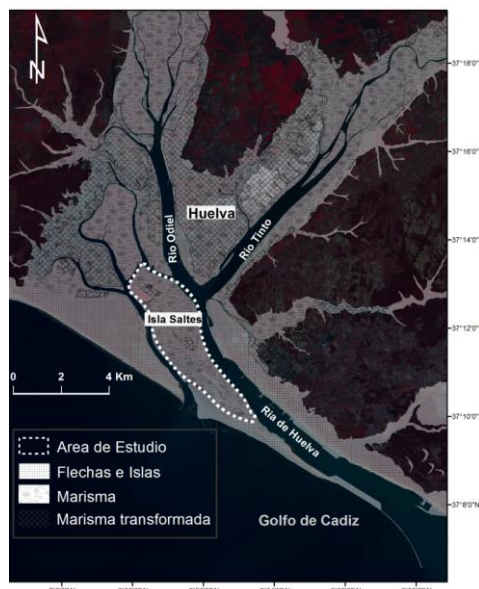 N
37°18'0"N
37°16'0"N
Huelva
Rio Odiel
Rio Tinto
37°14'0"N
Isla Saltes
37°12'0"N
0 2 4 Km
Ria de Huelva
37°10'0"N
Area de Estudio
Flechas e Islas
Marisma
Marisma transformada
Golfo de Cadiz
37°8'0"N